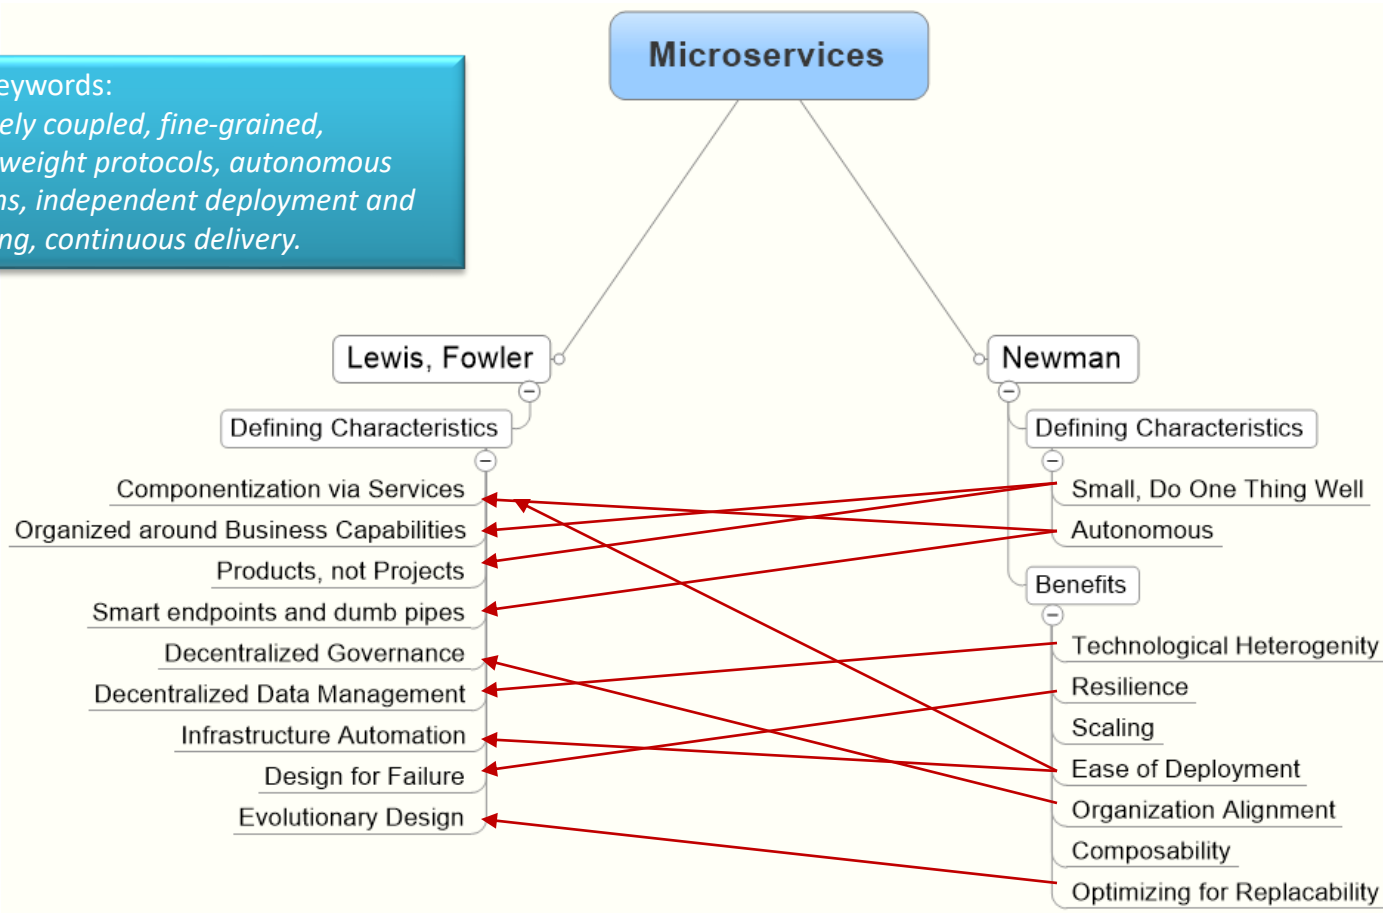 Microservices
eywords:
ely coupled, fine-grained,
weight protocols, autonomous
ns, independent deployment and
ng, continuous delivery.
Lewis, Fowler
Defining Characteristics
Componentization via Services
Organized around Business Capabilities
Products, not Projects
Smart endpoints and dumb pipes
Decentralized Governance
Decentralized Data Management
Infrastructure Automation
Design for Failure
Evolutionary Design
Newman
Defining Characteristics
Small, Do One Thing Well
Autonomous
Benefits
Technological Heterogenity
Resilience
Scaling
Ease of Deployment
Organization Alignment
Composability
Optimizing for Replacability